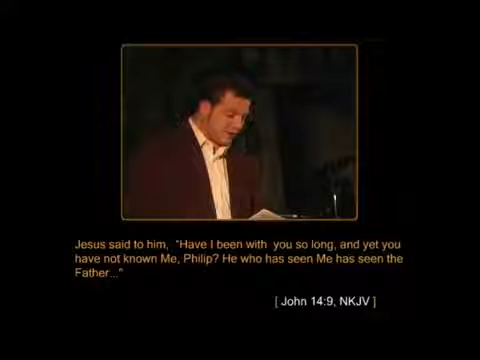 Jesus said to him, "Have I been with you so long, and yet you
have not known Me, Philip? He who has seen Me has seen the
Father..."
[ John 14:9, NKJV ]